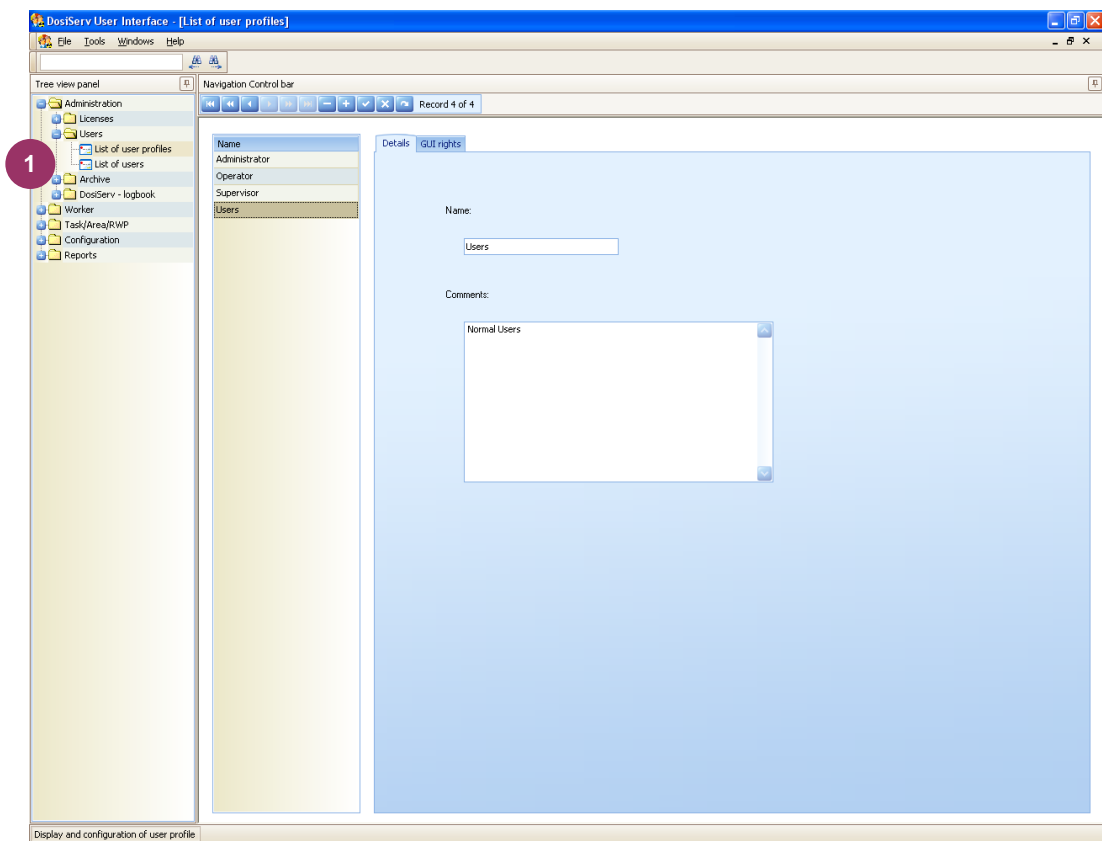 DosiServ User Interface - [List of user profiles]
File Tools Windows Help
Tree view panel
Navigation Control bar
Administration
Licenses
Users
List of user profiles
List of users
Archive
DosiServ - logbook
Worker
Task/Area/RWP
Configuration
Reports
1
Record 4 of 4
Name
Administrator
Operator
Supervisor
Users
Details GUI rights
Name:
Users
Comments:
Normal Users
Display and configuration of user profile